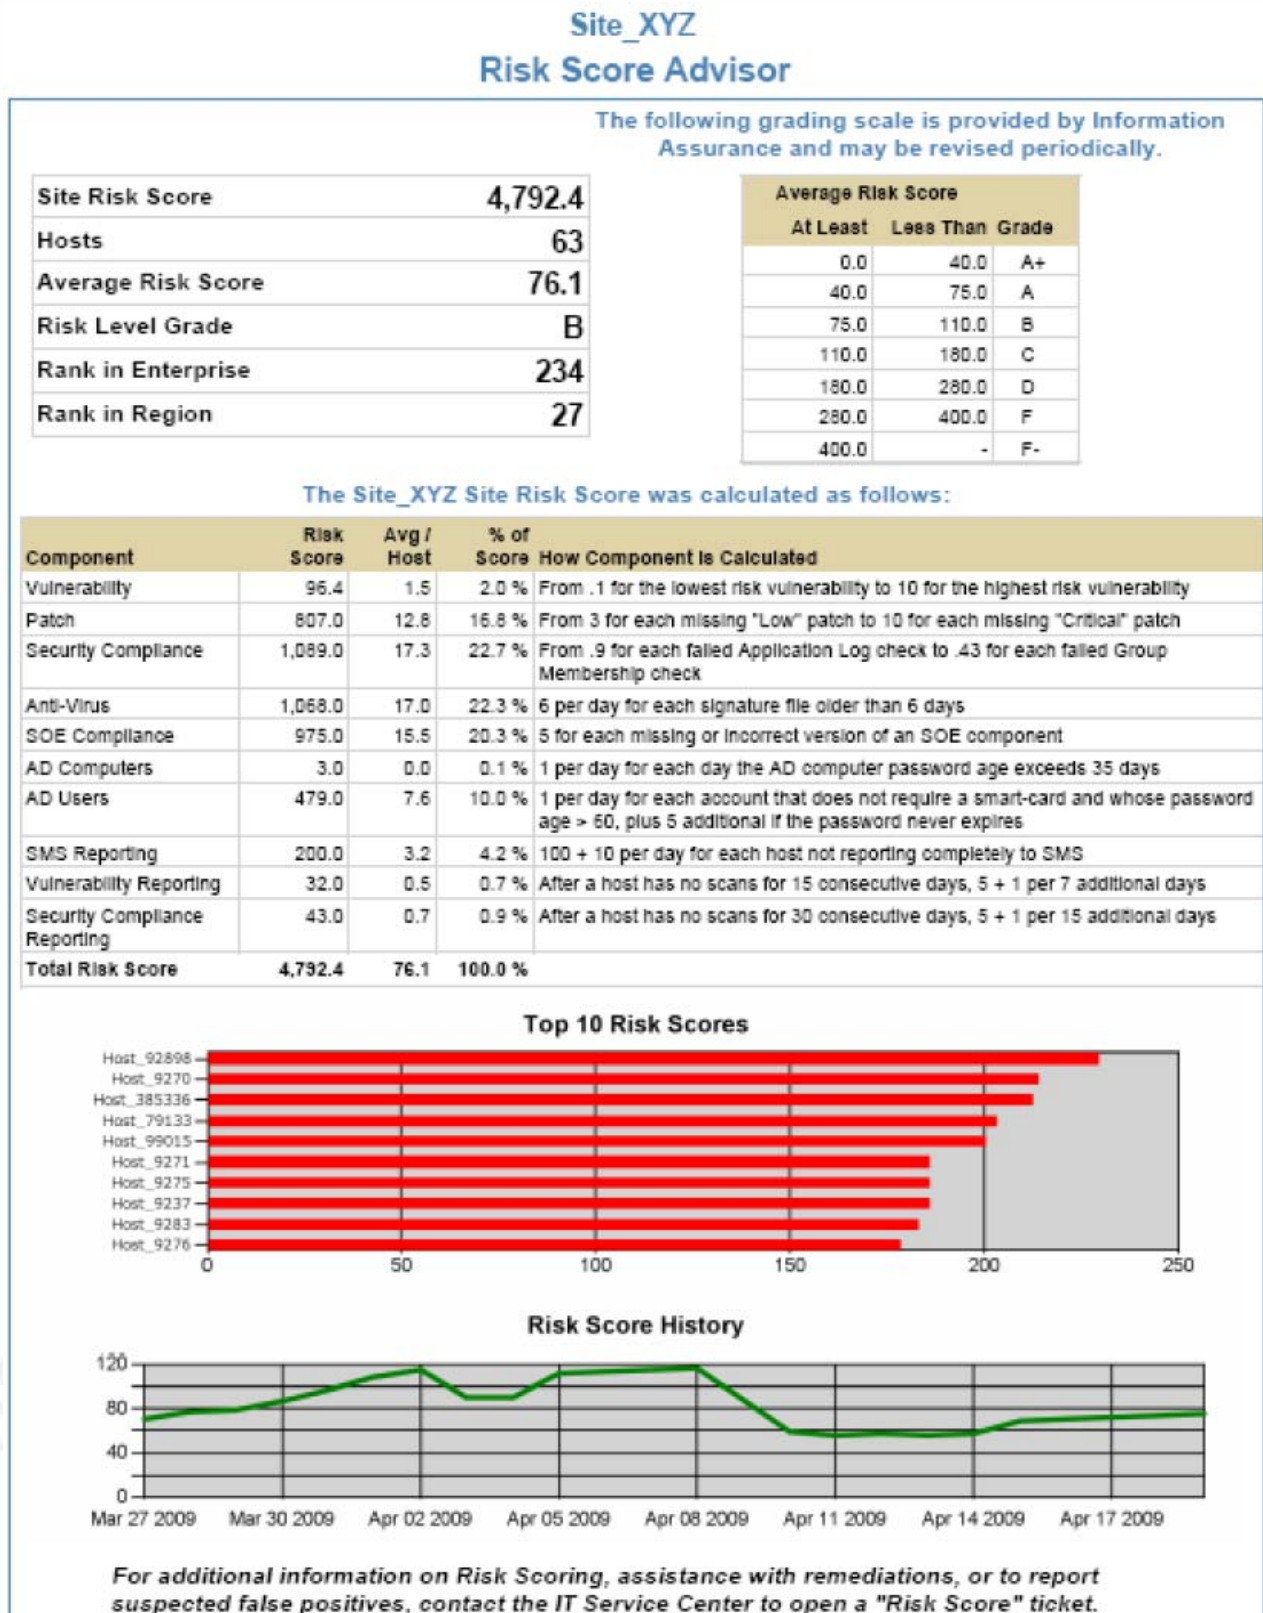 Site_XYZ
Risk Score Advisor
The following grading scale is provided by Information
Assurance and may be revised periodically.
Site Risk Score 4,792.4
Hosts 63
Average Risk Score 76.1
Risk Level Grade B
Rank in Enterprise 234
Rank in Region 27
Average Risk Score
At Least Less Than Grade
0.0 40.0 A+
40.0 75.0 A
75.0 110.0 B
110.0 180.0 C
180.0 280.0 D
280.0 400.0 F
400.0 - F-
The Site_XYZ Site Risk Score was calculated as follows:
Component Risk Score Avg / Host % of Score How Component is Calculated
Vulnerability 96.4 1.5 2.0 % From .1 for the lowest risk vulnerability to 10 for the highest risk vulnerability
Patch 807.0 12.8 16.8 % From 3 for each missing "Low" patch to 10 for each missing "Critical" patch
Security Compliance 1,089.0 17.3 22.7 % From .9 for each failed Application Log check to .43 for each failed Group
Membership check
Anti-Virus 1,068.0 17.0 22.3 % 6 per day for each signature file older than 6 days
SOE Compliance 975.0 15.5 20.3 % 5 for each missing or incorrect version of an SOE component
AD Computers 3.0 0.0 0.1 % 1 per day for each day the AD computer password age exceeds 35 days
AD Users 479.0 7.6 10.0 % 1 per day for each account that does not require a smart-card and whose password
age > 60, plus 5 additional if the password never expires
SMS Reporting 200.0 3.2 4.2 % 100 + 10 per day for each host not reporting completely to SMS
Vulnerability Reporting 32.0 0.5 0.7 % After a host has no scans for 15 consecutive days, 5 + 1 per 7 additional days
Security Compliance 43.0 0.7 0.9 % After a host has no scans for 30 consecutive days, 5 + 1 per 15 additional days
Reporting
Total Risk Score 4,792.4 76.1 100.0 %
Top 10 Risk Scores
Host_92898
Host_9270
Host_385336
Host_79133
Host_99015
Host_9271
Host_9275
Host_9237
Host_9283
Host_9276
0 50 100 150 200 250
Risk Score History
120
80
40
0
Mar 27 2009 Mar 30 2009 Apr 02 2009 Apr 05 2009 Apr 08 2009 Apr 11 2009 Apr 14 2009 Apr 17 2009
For additional information on Risk Scoring, assistance with remediations, or to report
suspected false positives, contact the IT Service Center to open a "Risk Score" ticket.